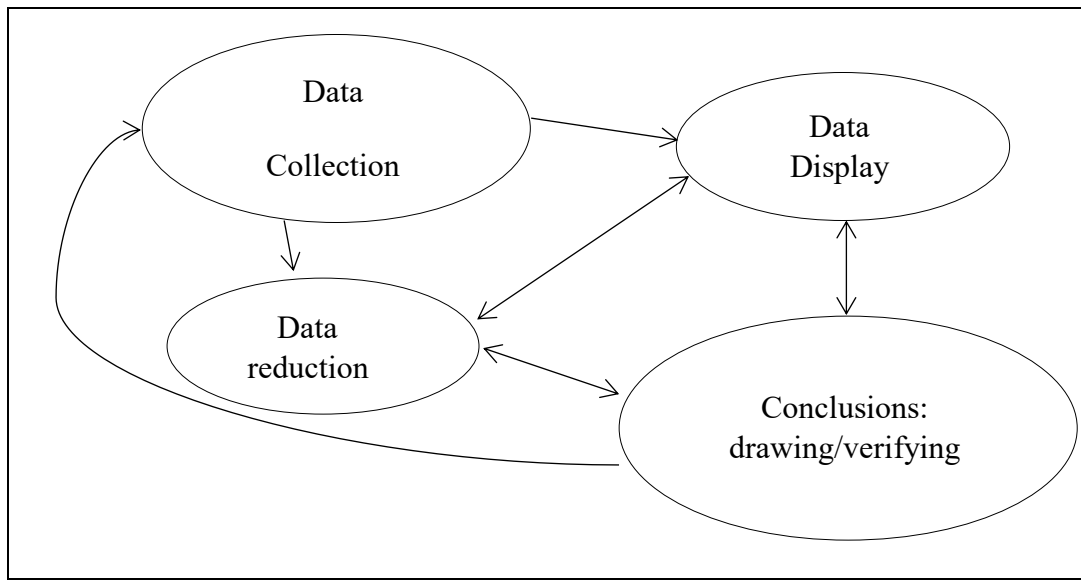 Data
Collection
Data
Display
Data
reduction
Conclusions:
drawing/verifying